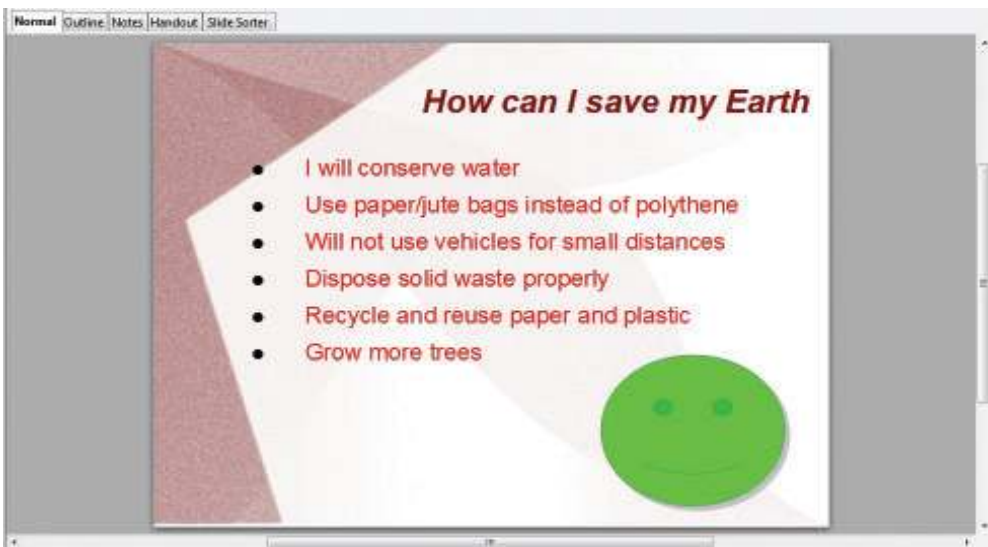 Normal Outline Notes Handout Slide Sorter
How can I save my Earth
I will conserve water
Use paper/jute bags instead of polythene
Will not use vehicles for small distances
Dispose solid waste properly
Recycle and reuse paper and plastic
Grow more trees